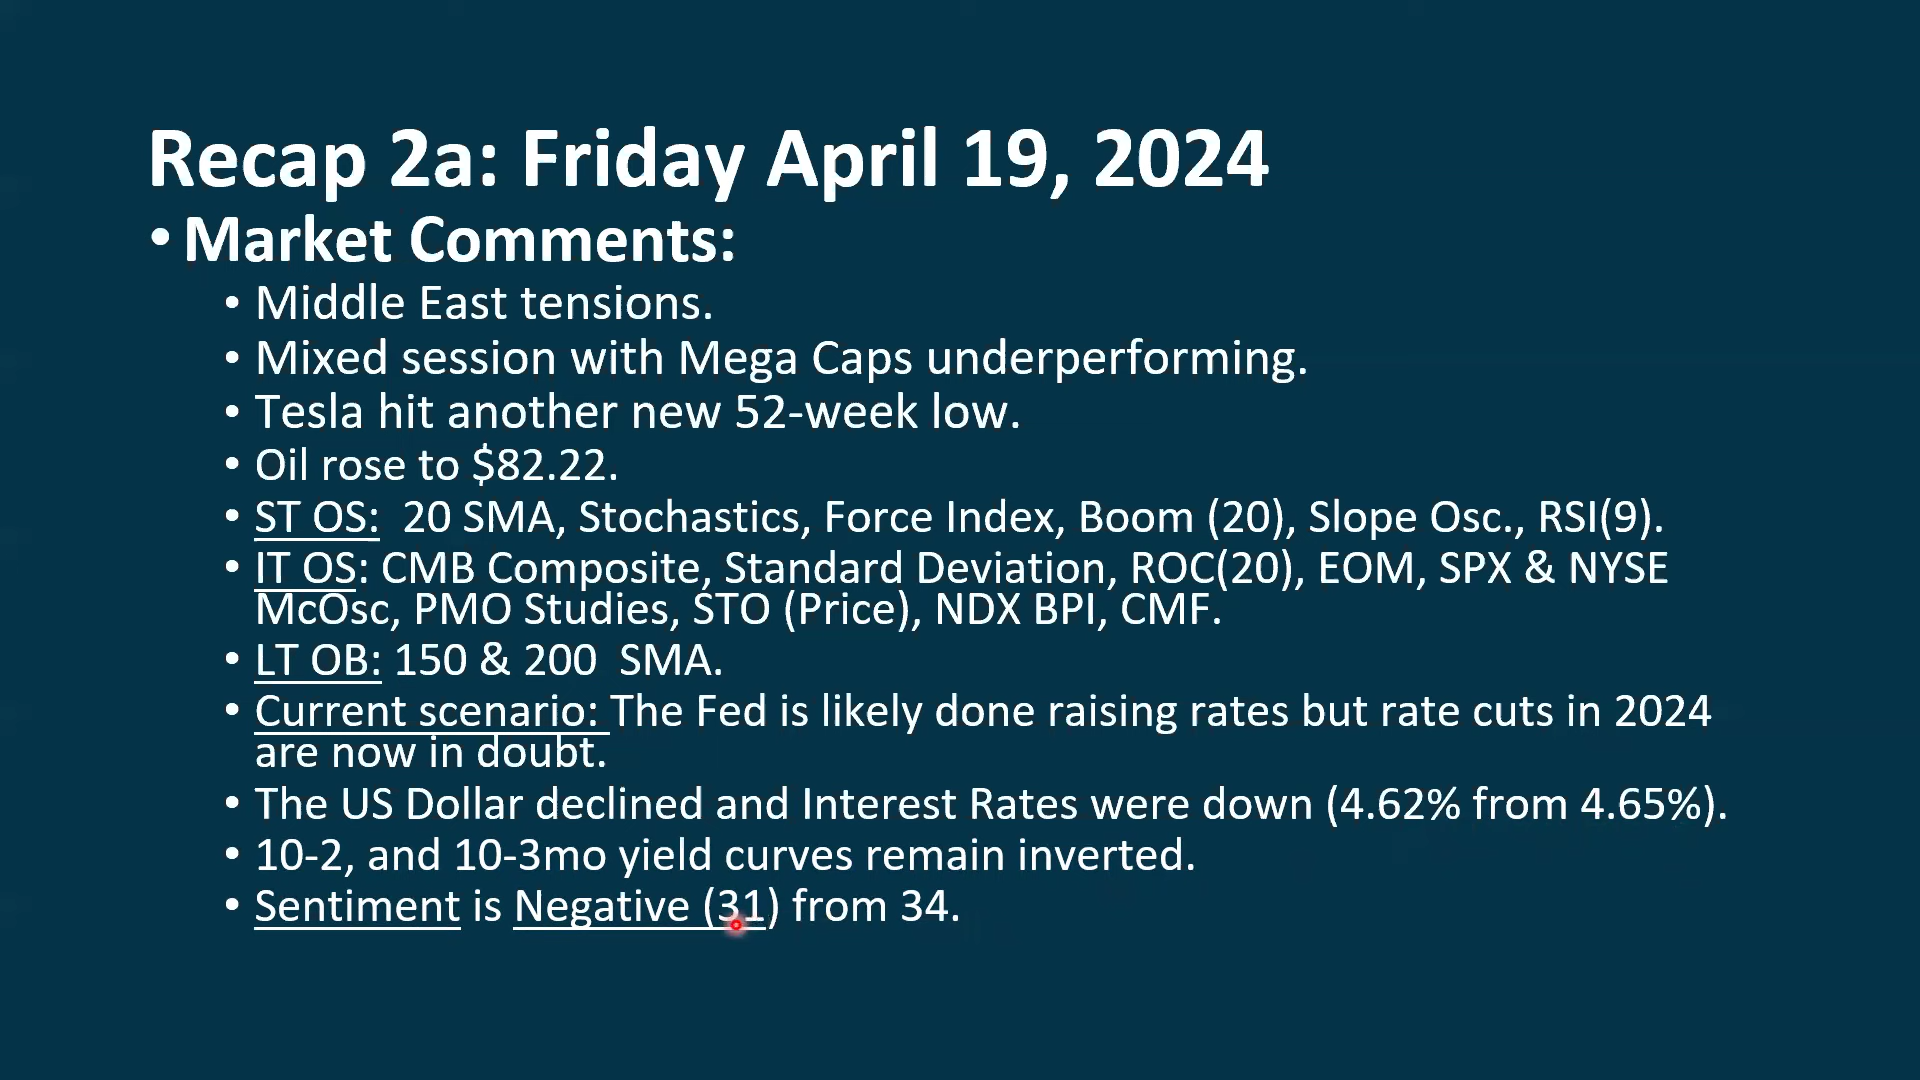 Recap 2a: Friday April 19, 2024
• Market Comments:
• Middle East tensions.
• Mixed session with Mega Caps underperforming.
• Tesla hit another new 52-week low.
• Oil rose to $82.22.
• ST OS:  20 SMA, Stochastics, Force Index, Boom (20), Slope Osc., RSI(9).
• IT OS: CMB Composite, Standard Deviation, ROC(20), EOM, SPX & NYSE
McOsc, PMO Studies, STO (Price), NDX BPI, CMF.
• LT OB: 150 & 200  SMA.
• Current scenario: The Fed is likely done raising rates but rate cuts in 2024
are now in doubt.
• The US Dollar declined and Interest Rates were down (4.62% from 4.65%).
• 10-2, and 10-3mo yield curves remain inverted.
• Sentiment is Negative (31) from 34.